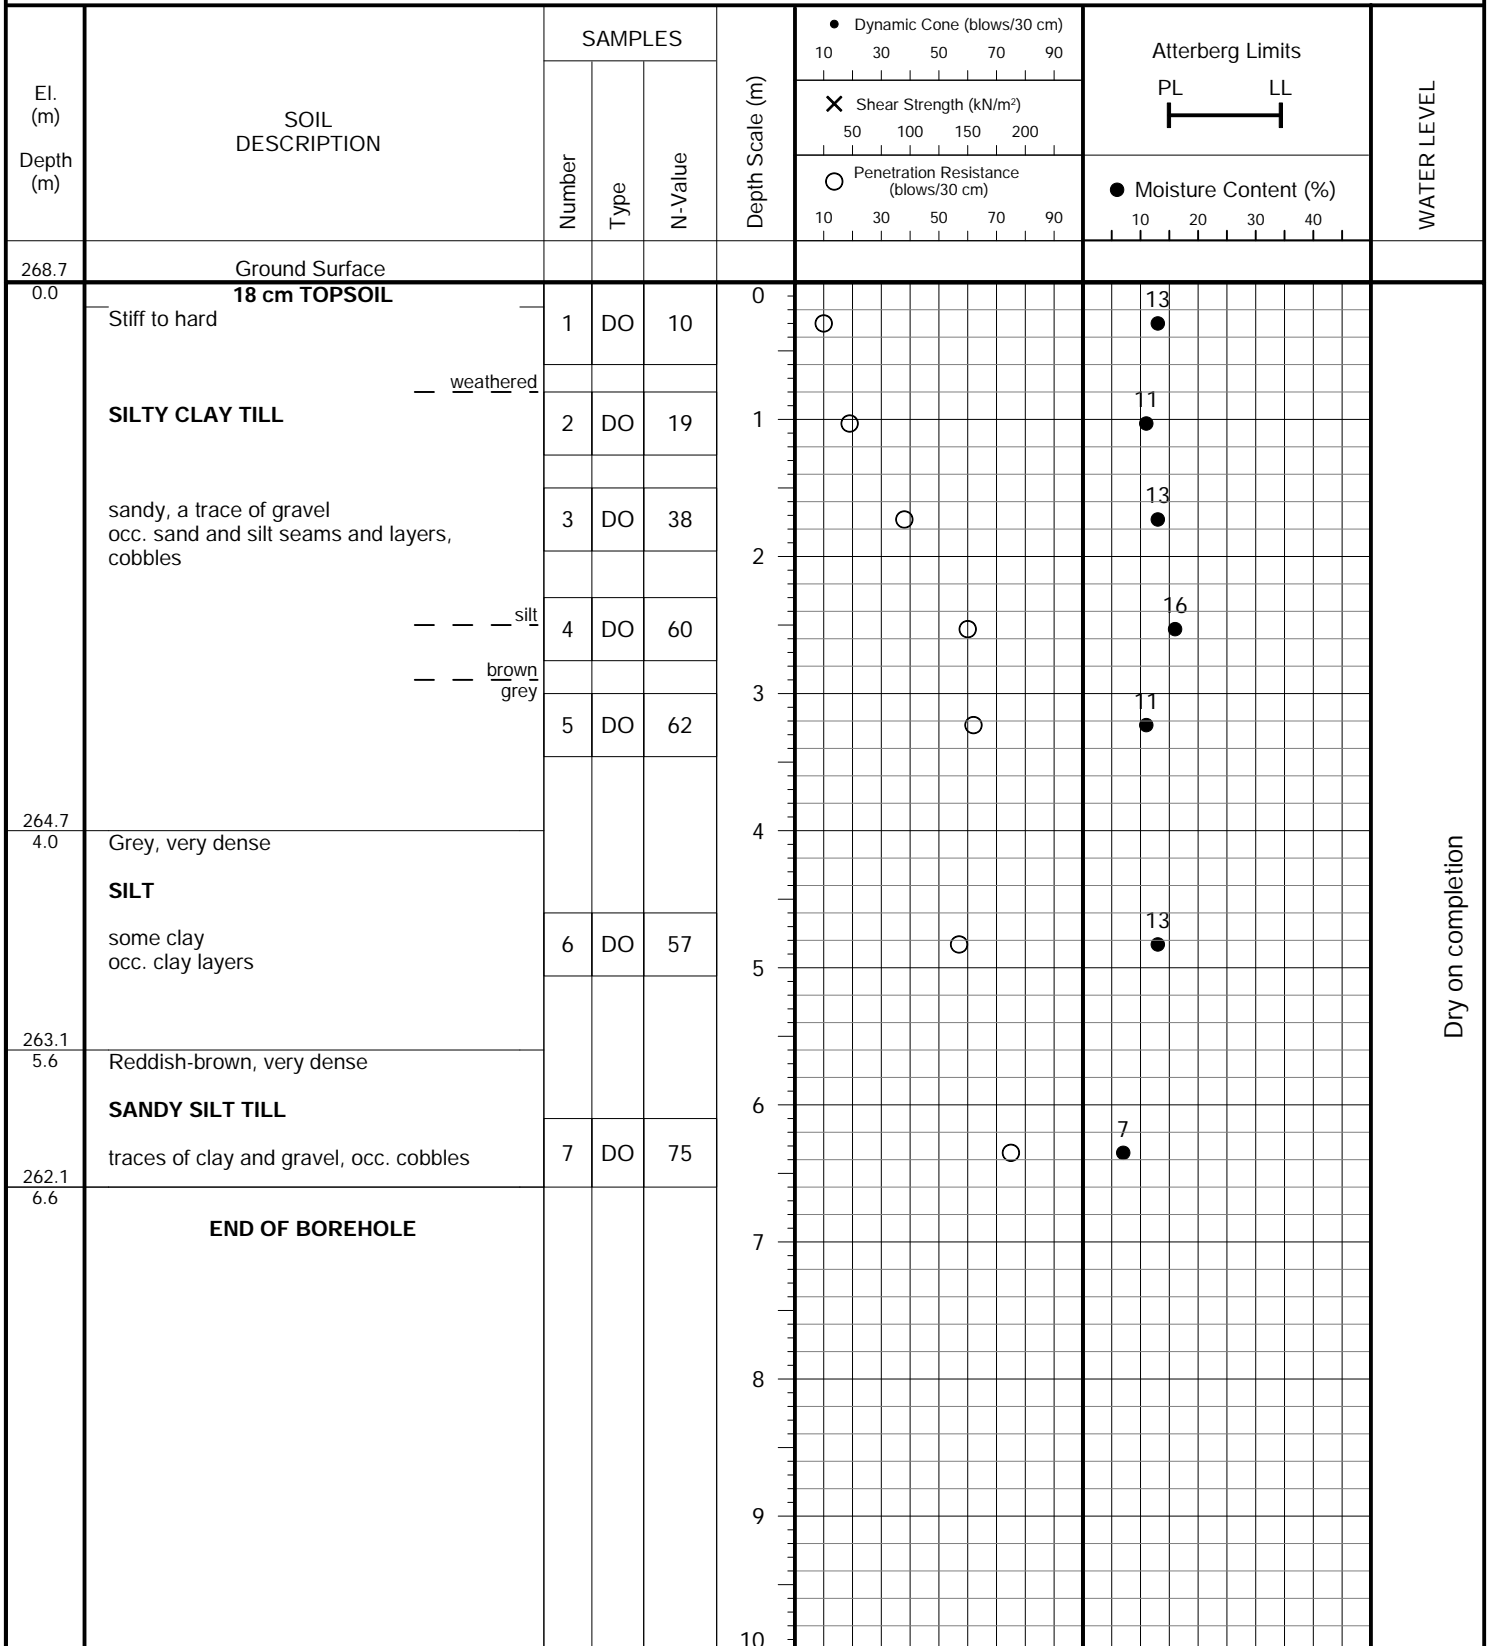 El.
(m)
Depth
(m)
SOIL
DESCRIPTION
SAMPLES
Number
Type
N-Value
Depth Scale (m)
Dynamic Cone (blows/30 cm)
10 30 50 70 90
Shear Strength (kN/m²)
50 100 150 200
Penetration Resistance
(blows/30 cm)
10 30 50 70 90
Atterberg Limits
PL LL
Moisture Content (%)
10 20 30 40
WATER LEVEL
268.7 Ground Surface
0.0 18 cm TOPSOIL 0
13
Stiff to hard 1 DO 10
weathered
11
SILTY CLAY TILL 2 DO 19 1
13
sandy, a trace of gravel 3 DO 38
occ. sand and silt seams and layers,
cobbles 2
16
silt 4 DO 60
brown
grey 3
11
5 DO 62
264.7
4.0 Grey, very dense 4
SILT
13
some clay 6 DO 57
occ. clay layers 5
Dry on completion
263.1
5.6 Reddish-brown, very dense
SANDY SILT TILL 6
7
traces of clay and gravel, occ. cobbles 7 DO 75
262.1
6.6
END OF BOREHOLE 7
8
9
10